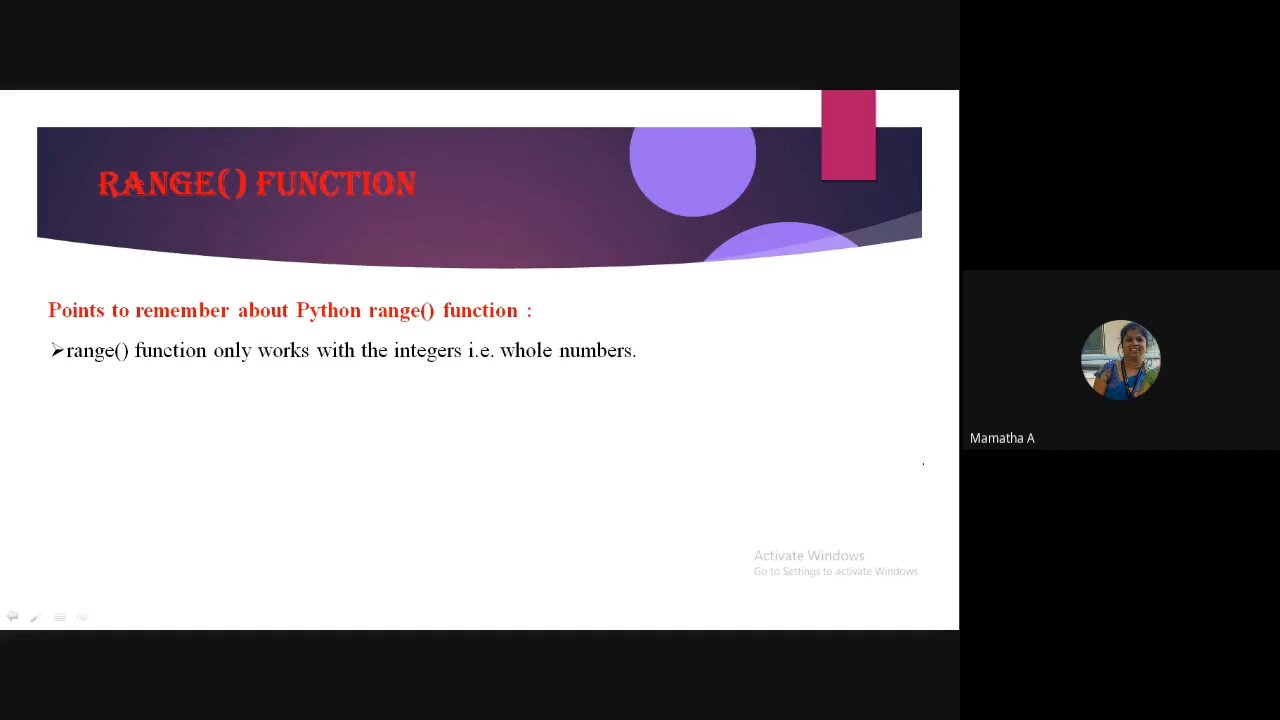 RANGE() FUNCTION
Points to remember about Python range() function :
➢range() function only works with the integers i.e. whole numbers.
Mamatha A
.
Activate Windows
Go to Settings to activate Windows.